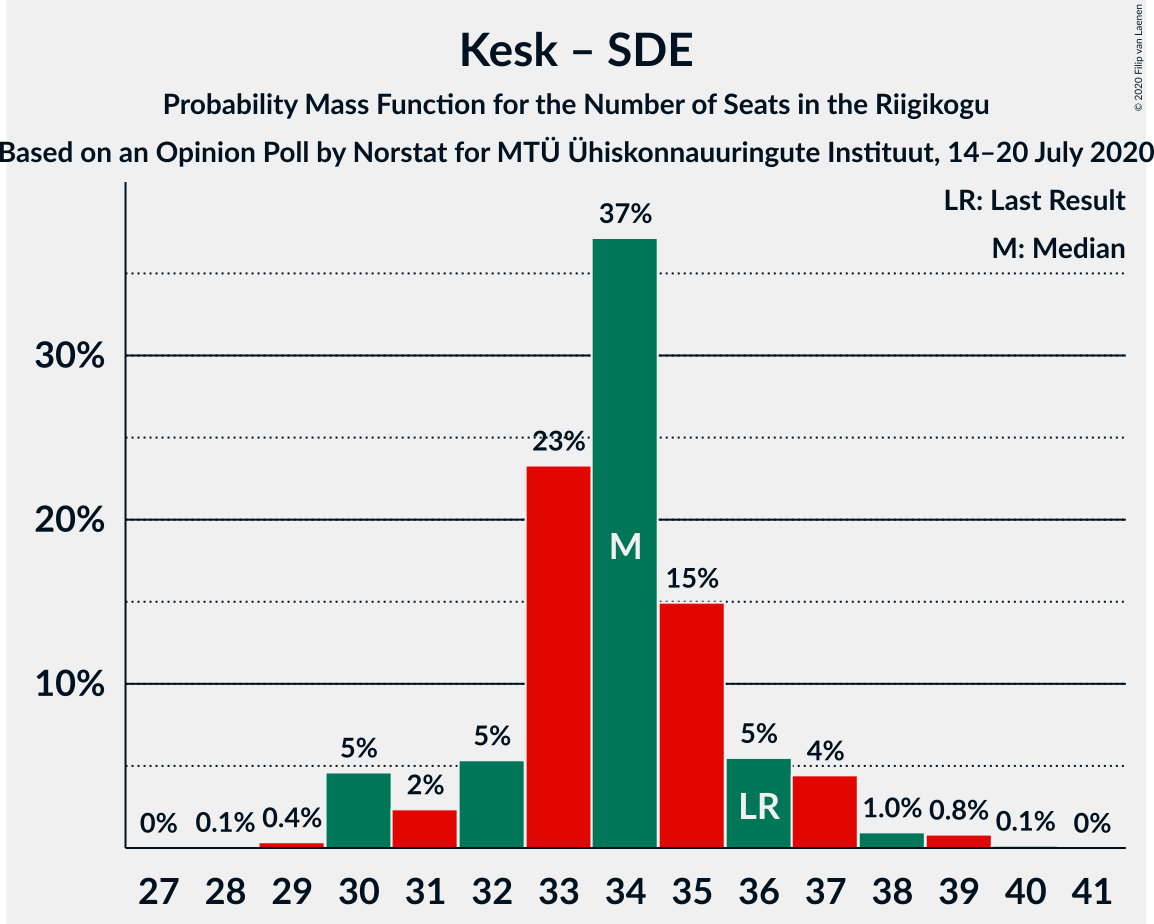 Kesk – SDE
Probability Mass Function for the Number of Seats in the Riigikogu
Based on an Opinion Poll by Norstat for MTÜ Ühiskonnauuringute Instituut, 14–20 July 2020
© 2020 Filip van Laenen
LR: Last Result
M: Median
30%
20%
10%
0% 0.1% 0.4% 5% 2% 5% 23% 37% 15% 5% 4% 1.0% 0.8% 0.1% 0%
M
LR
27 28 29 30 31 32 33 34 35 36 37 38 39 40 41